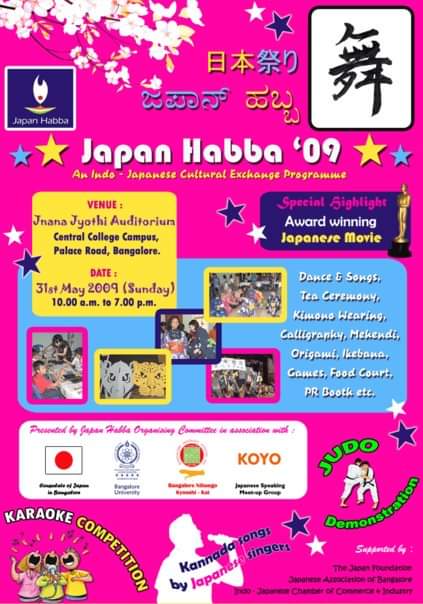 日本祭り
ಜಪಾನ್ ಹಬ್ಬ
舞
Japan Habba
Japan Habba ‘09
An Indo - Japanese Cultural Exchange Programme
VENUE :
Jnana Jyothi Auditorium
Central College Campus,
Palace Road, Bangalore.
DATE :
31st May 2009 (Sunday)
10.00 a.m. to 7.00 p.m.
Special Highlight
Award winning
Japanese Movie
Dance & Songs,
Tea Ceremony,
Kimono Wearing,
Calligraphy, Mehendi,
Origami, Ikebana,
Games, Food Court,
PR Booth etc.
Presented by Japan Habba Organising Committee in association with :
Consulate of Japan
in Bangalore
Bangalore
University
Bangalore Nihongo
Kyooshi - Kai
KOYO
Japanese Speaking
Meet-up Group
JUDO
Demonstration
KARAOKE COMPETITION
Kannada songs
by Japanese singers
Supported by :
The Japan Foundation
Japanese Association of Bangalore
Indo - Japanese Chamber of Commerce & Industry